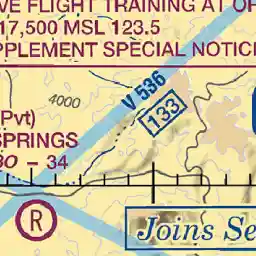 VE FLIGHT TRAINING AT OR
17,500 MSL 123.5
PPLEMENT SPECIAL NOTIC
4000
V 536
133
(Pvt)
SPRINGS
30 - 34
R
Joins Se